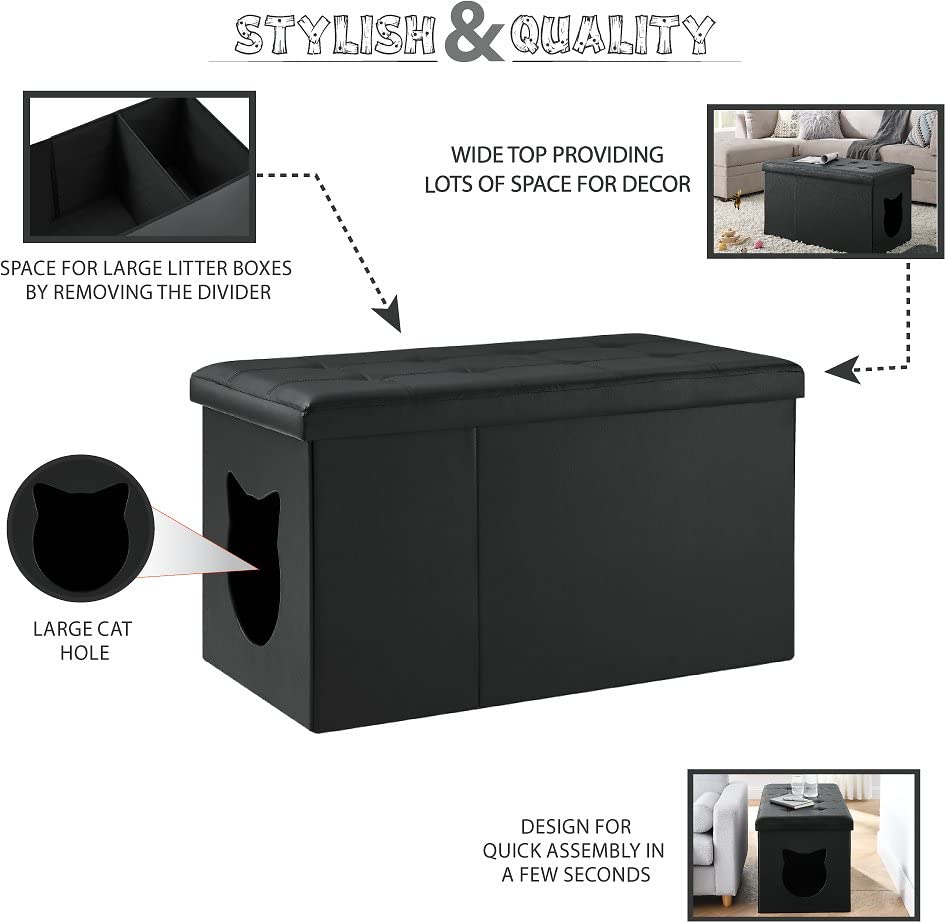 STYLISH & QUALITY
WIDE TOP PROVIDING
LOTS OF SPACE FOR DECOR
SPACE FOR LARGE LITTER BOXES
BY REMOVING THE DIVIDER
LARGE CAT
HOLE
DESIGN FOR
QUICK ASSEMBLY IN
A FEW SECONDS